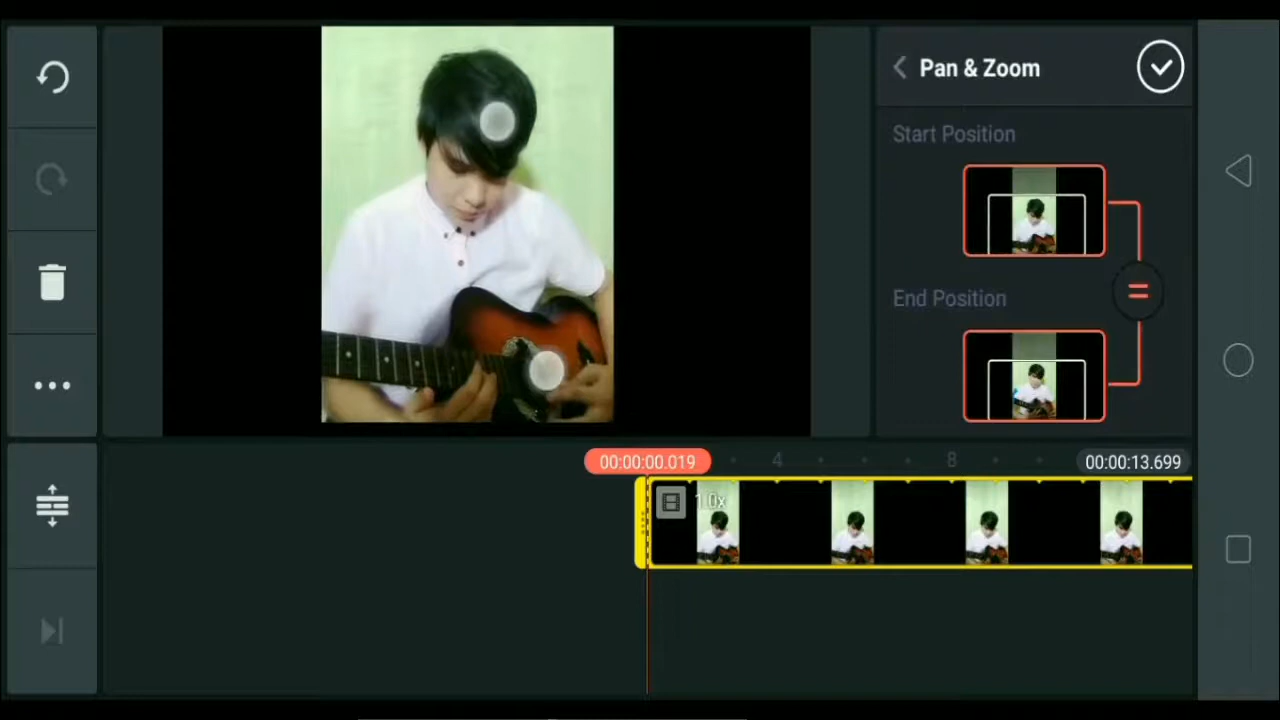 Pan & Zoom
Start Position
End Position
00:00:00.019
4
8
00:00:13.699
1.0x